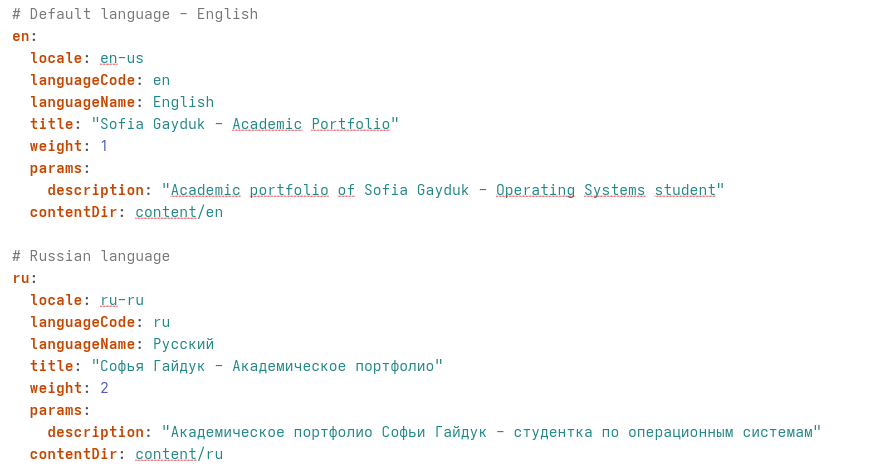 # Default language - English
en:
  locale: en-us
  languageCode: en
  languageName: English
  title: "Sofia Gayduk - Academic Portfolio"
  weight: 1
  params:
    description: "Academic portfolio of Sofia Gayduk - Operating Systems student"
  contentDir: content/en

# Russian language
ru:
  locale: ru-ru
  languageCode: ru
  languageName: Русский
  title: "Софья Гайдук - Академическое портфолио"
  weight: 2
  params:
    description: "Академическое портфолио Софьи Гайдук - студентка по операционным системам"
  contentDir: content/ru